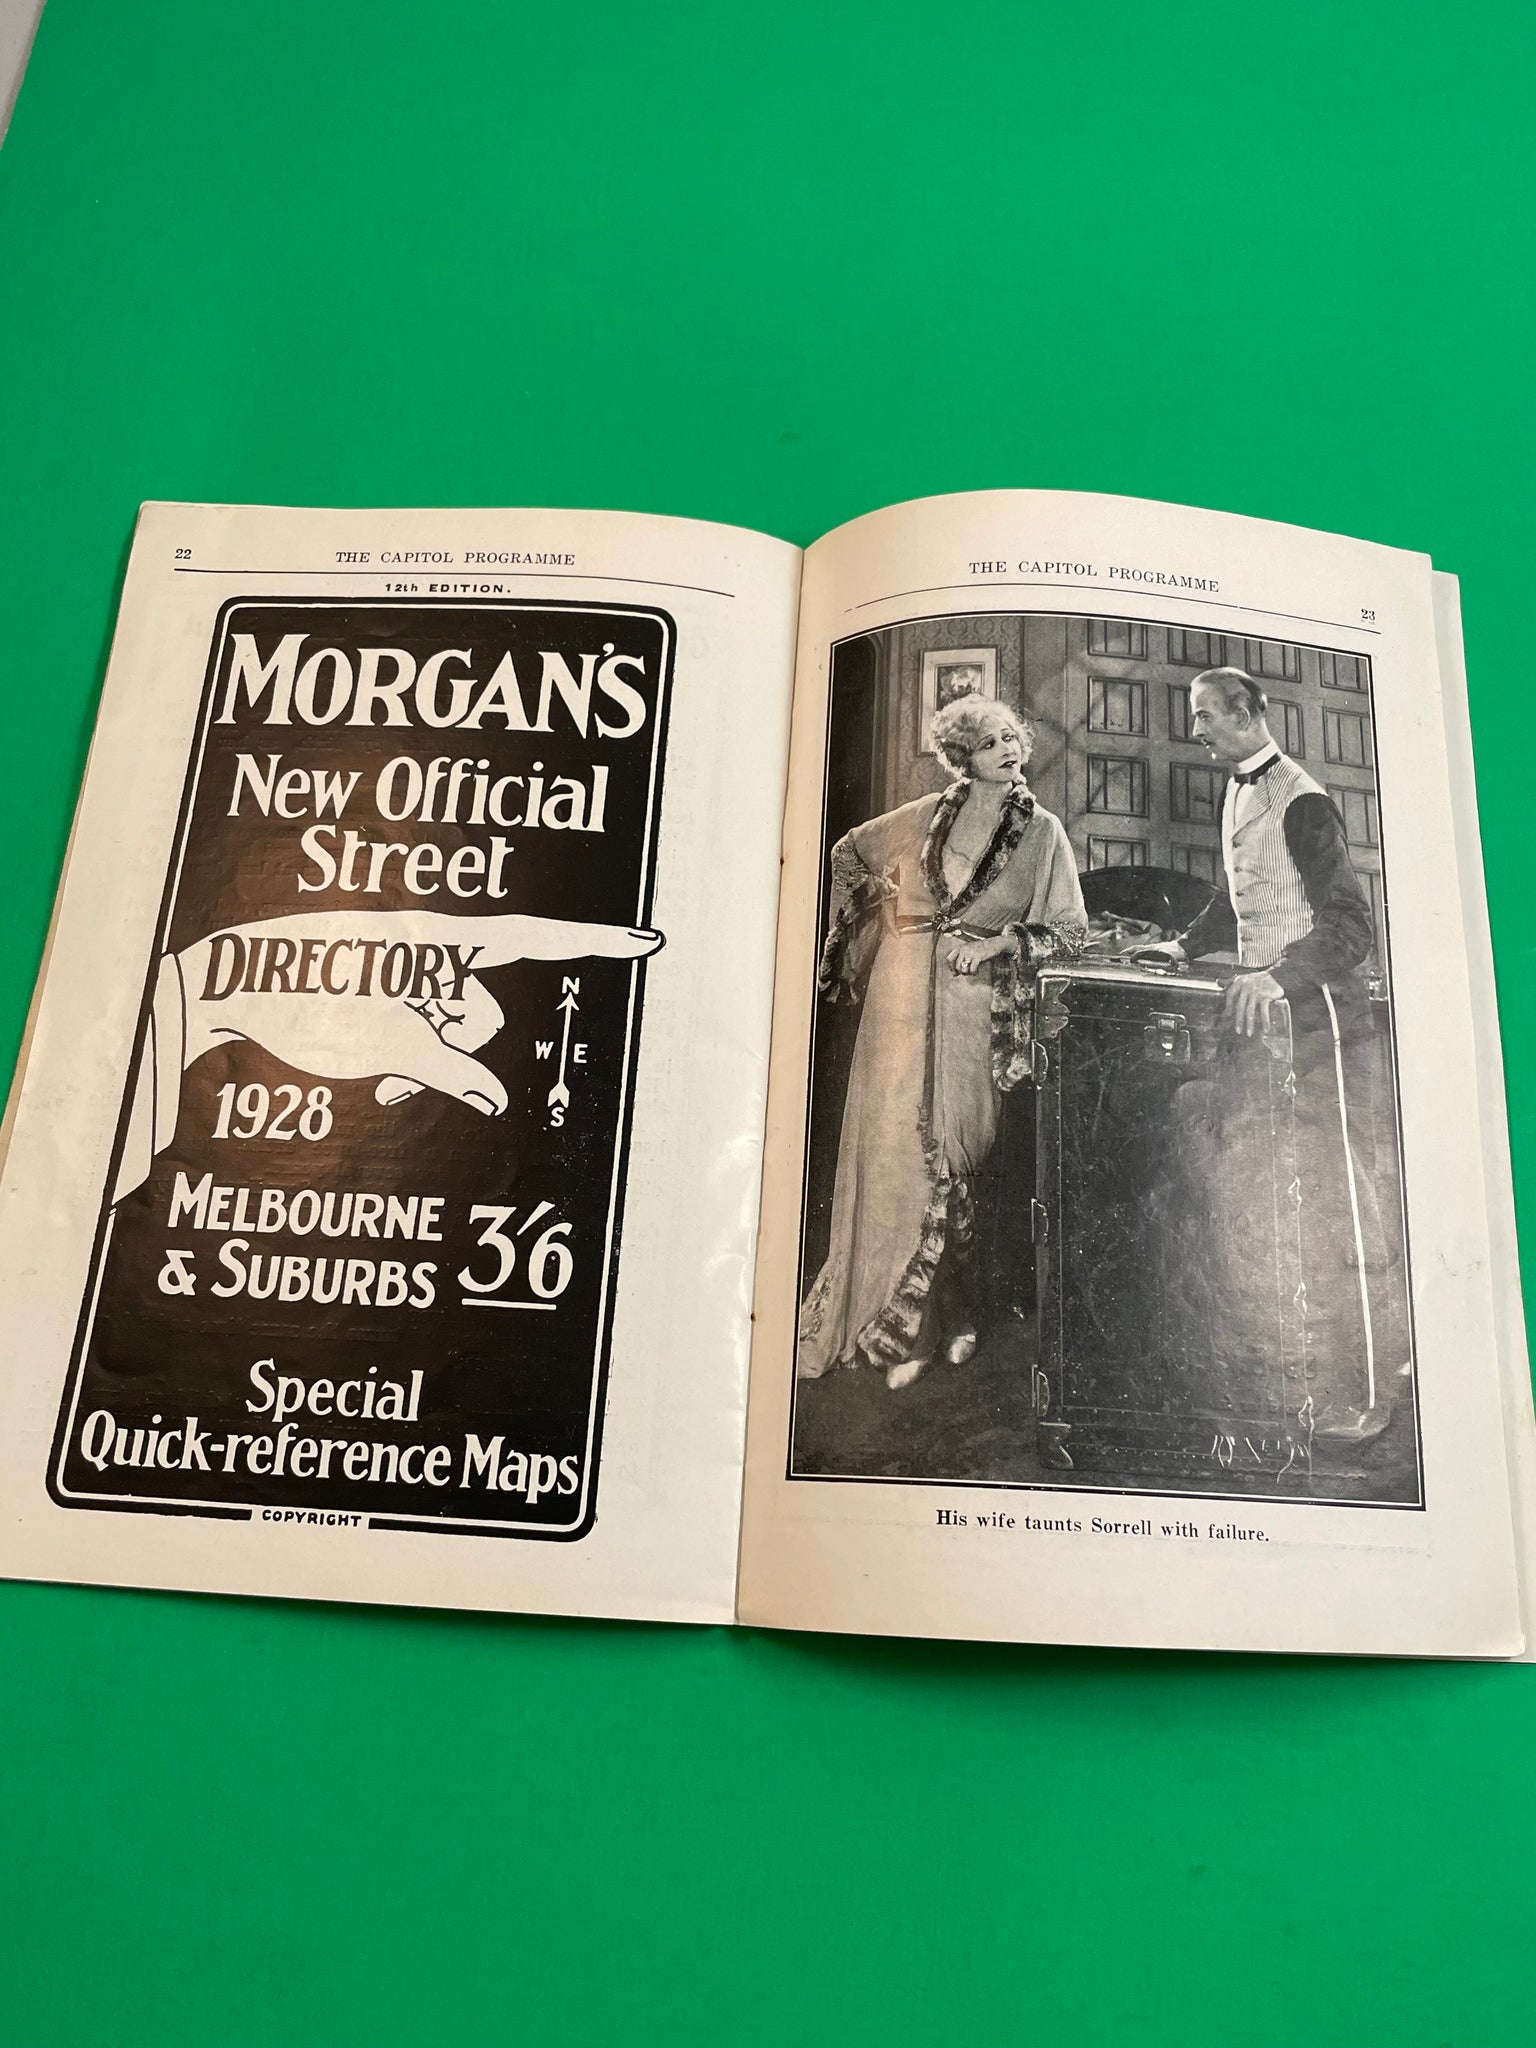 22
THE CAPITOL PROGRAMME
12th EDITION.
MORGAN'S
New Official
Street
DIRECTORY
N
W E
S
1928
MELBOURNE
& SUBURBS
3'6
Special
Quick-reference Maps
COPYRIGHT
THE CAPITOL PROGRAMME
23
His wife taunts Sorrell with failure.